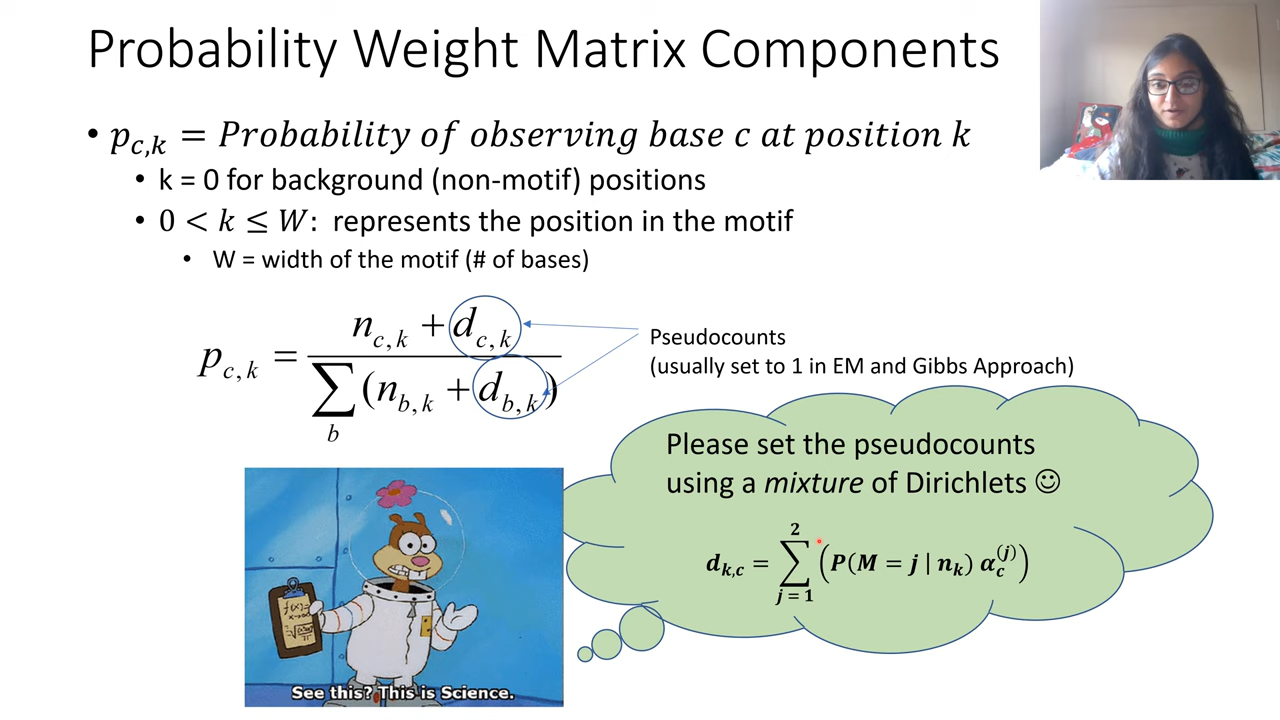 Probability Weight Matrix Components
• p_{c,k} = Probability of observing base c at position k
• k = 0 for background (non-motif) positions
• 0 < k ≤ W: represents the position in the motif
• W = width of the motif (# of bases)
p_{c,k} = \frac{n_{c,k} + d_{c,k}}{\sum_{b} (n_{b,k} + d_{b,k})}
Pseudocounts
(usually set to 1 in EM and Gibbs Approach)
Please set the pseudocounts
using a mixture of Dirichlets ☺
d_{k,c} = \sum_{j=1}^{2} (P(M = j | n_k) α_c^{(j)})
See this? This is Science.